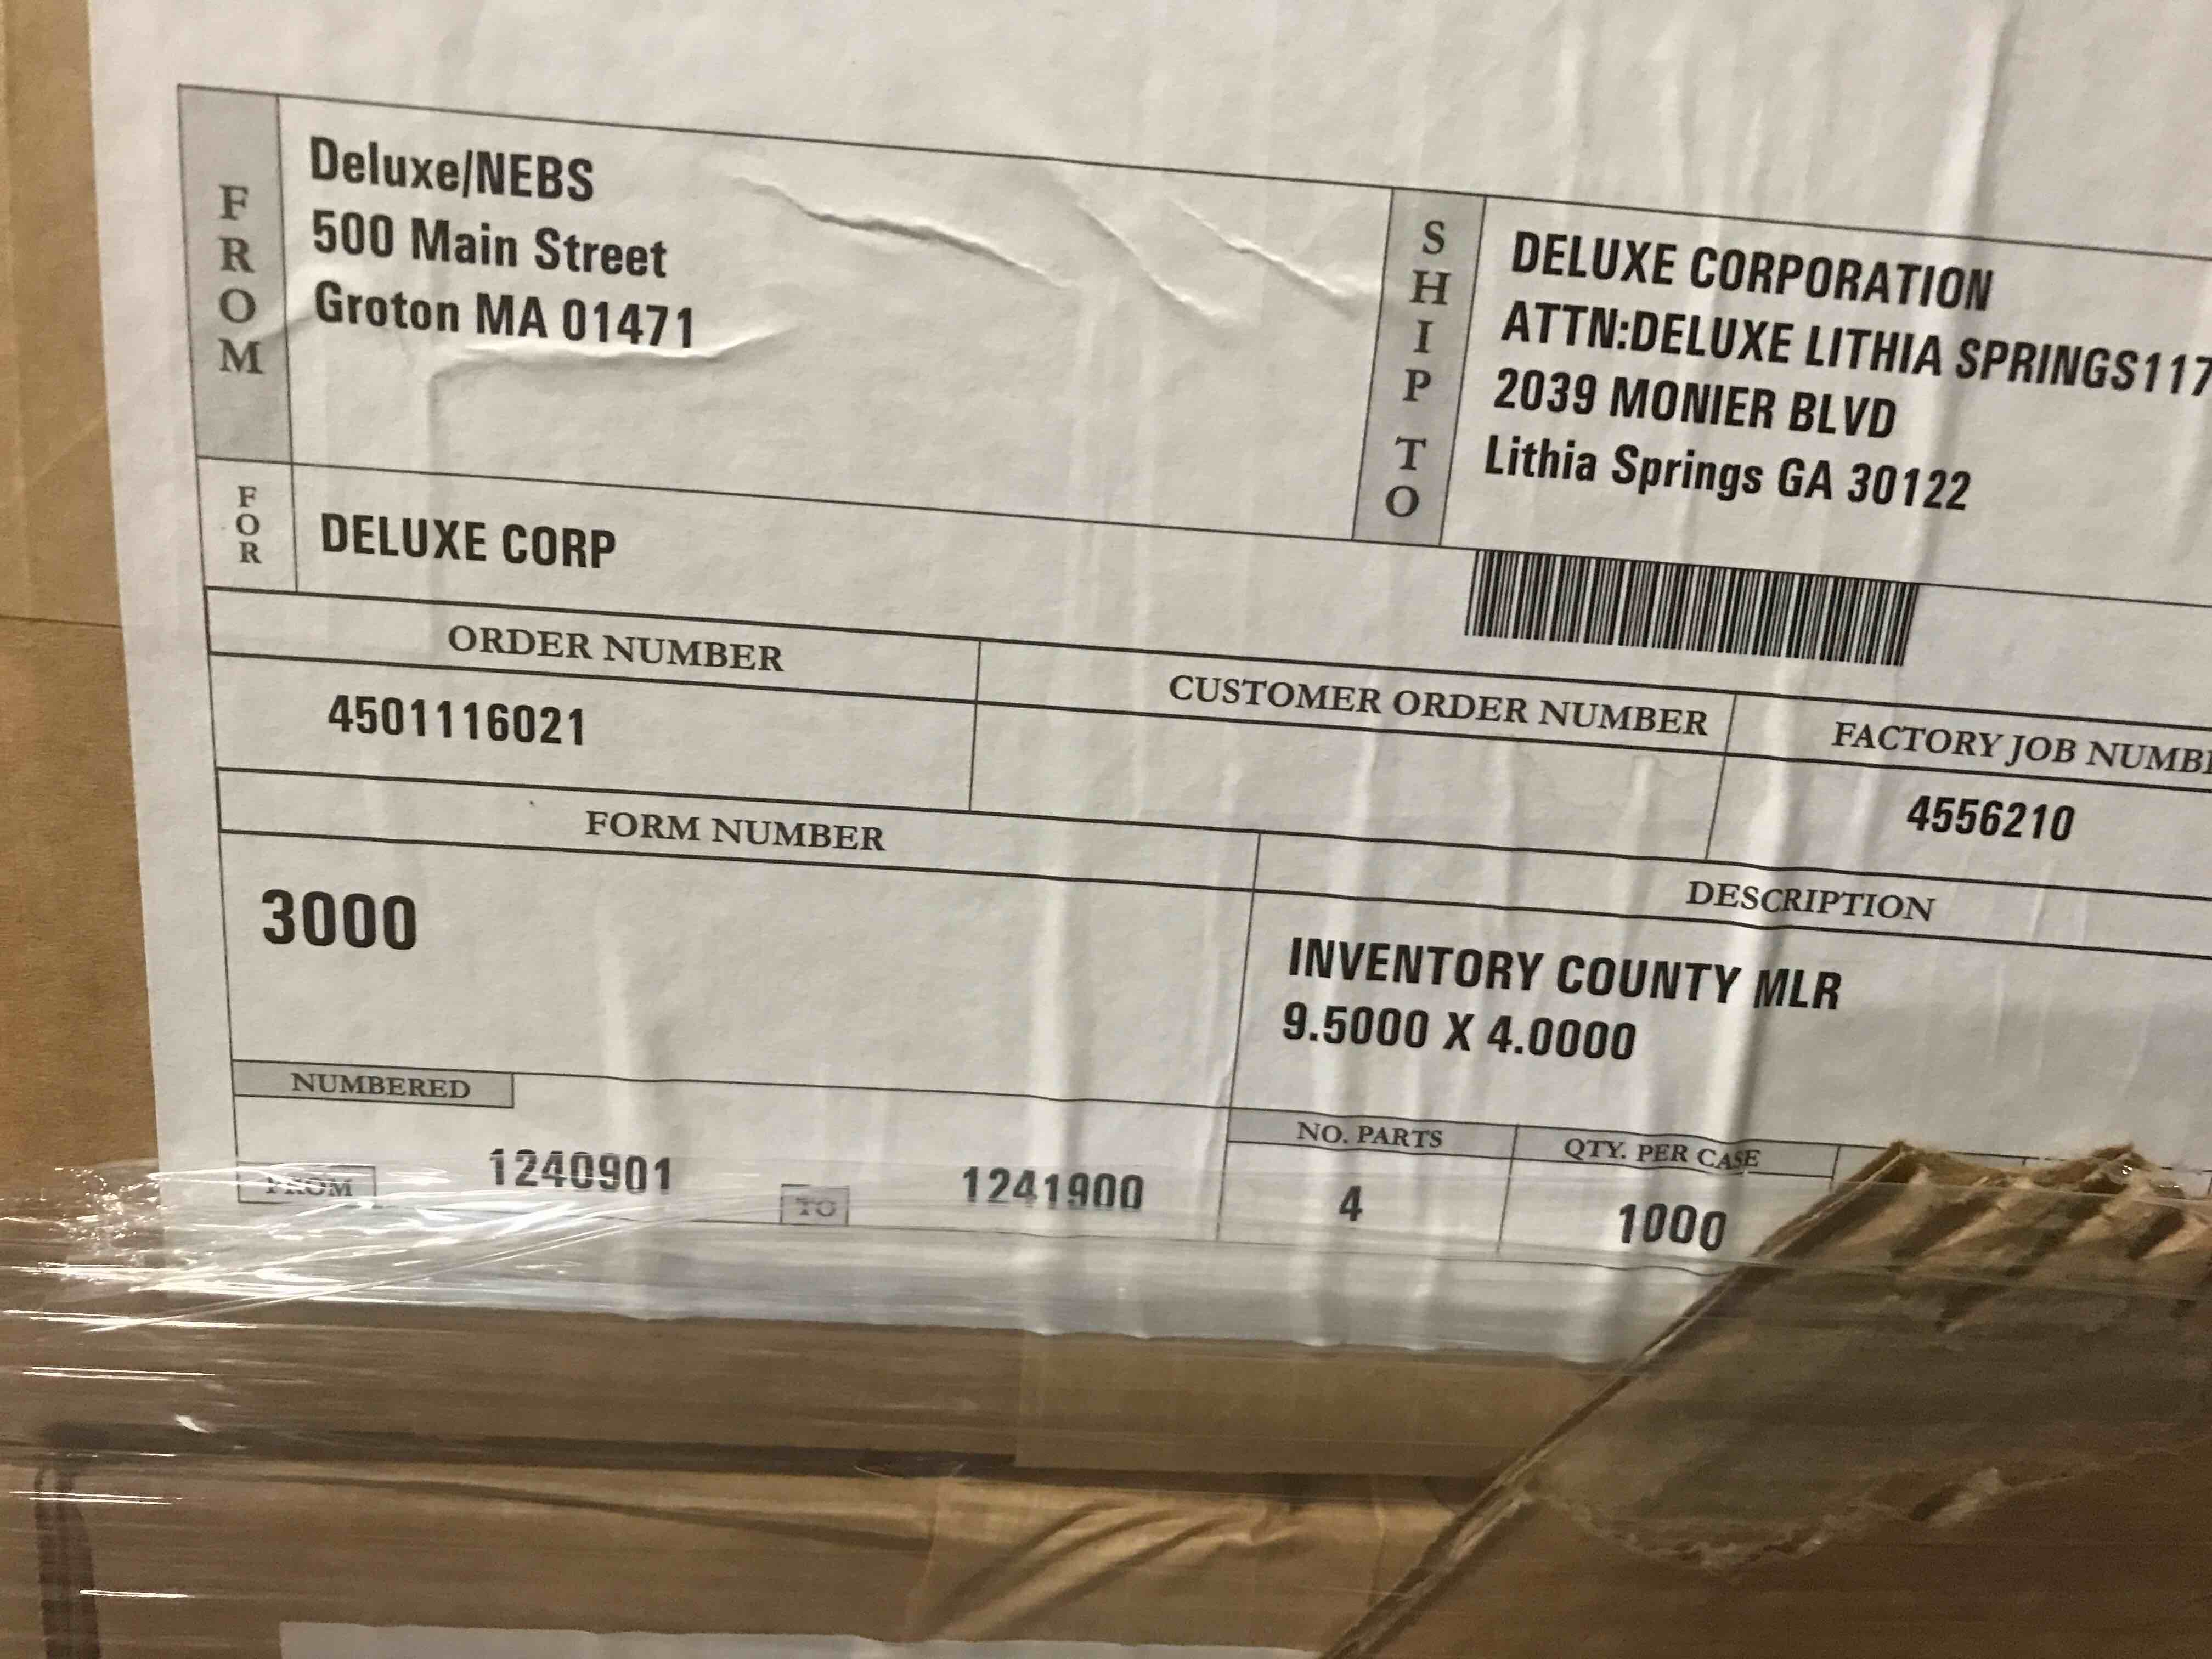 FROM
Deluxe/NEBS
500 Main Street
Groton MA 01471
SHIP TO
DELUXE CORPORATION
ATTN:DELUXE LITHIA SPRINGS117
2039 MONIER BLVD
Lithia Springs GA 30122
FOR
DELUXE CORP
ORDER NUMBER
CUSTOMER ORDER NUMBER
FACTORY JOB
4501116021
4556210
FORM NUMBER
DESCRIPTION
3000
INVENTORY COUNTY MLR
9.5000 X 4.0000
NUMBERED
NO. PARTS
QTY. PER CASE
FROM
1240901
TO
1241900
4
1000